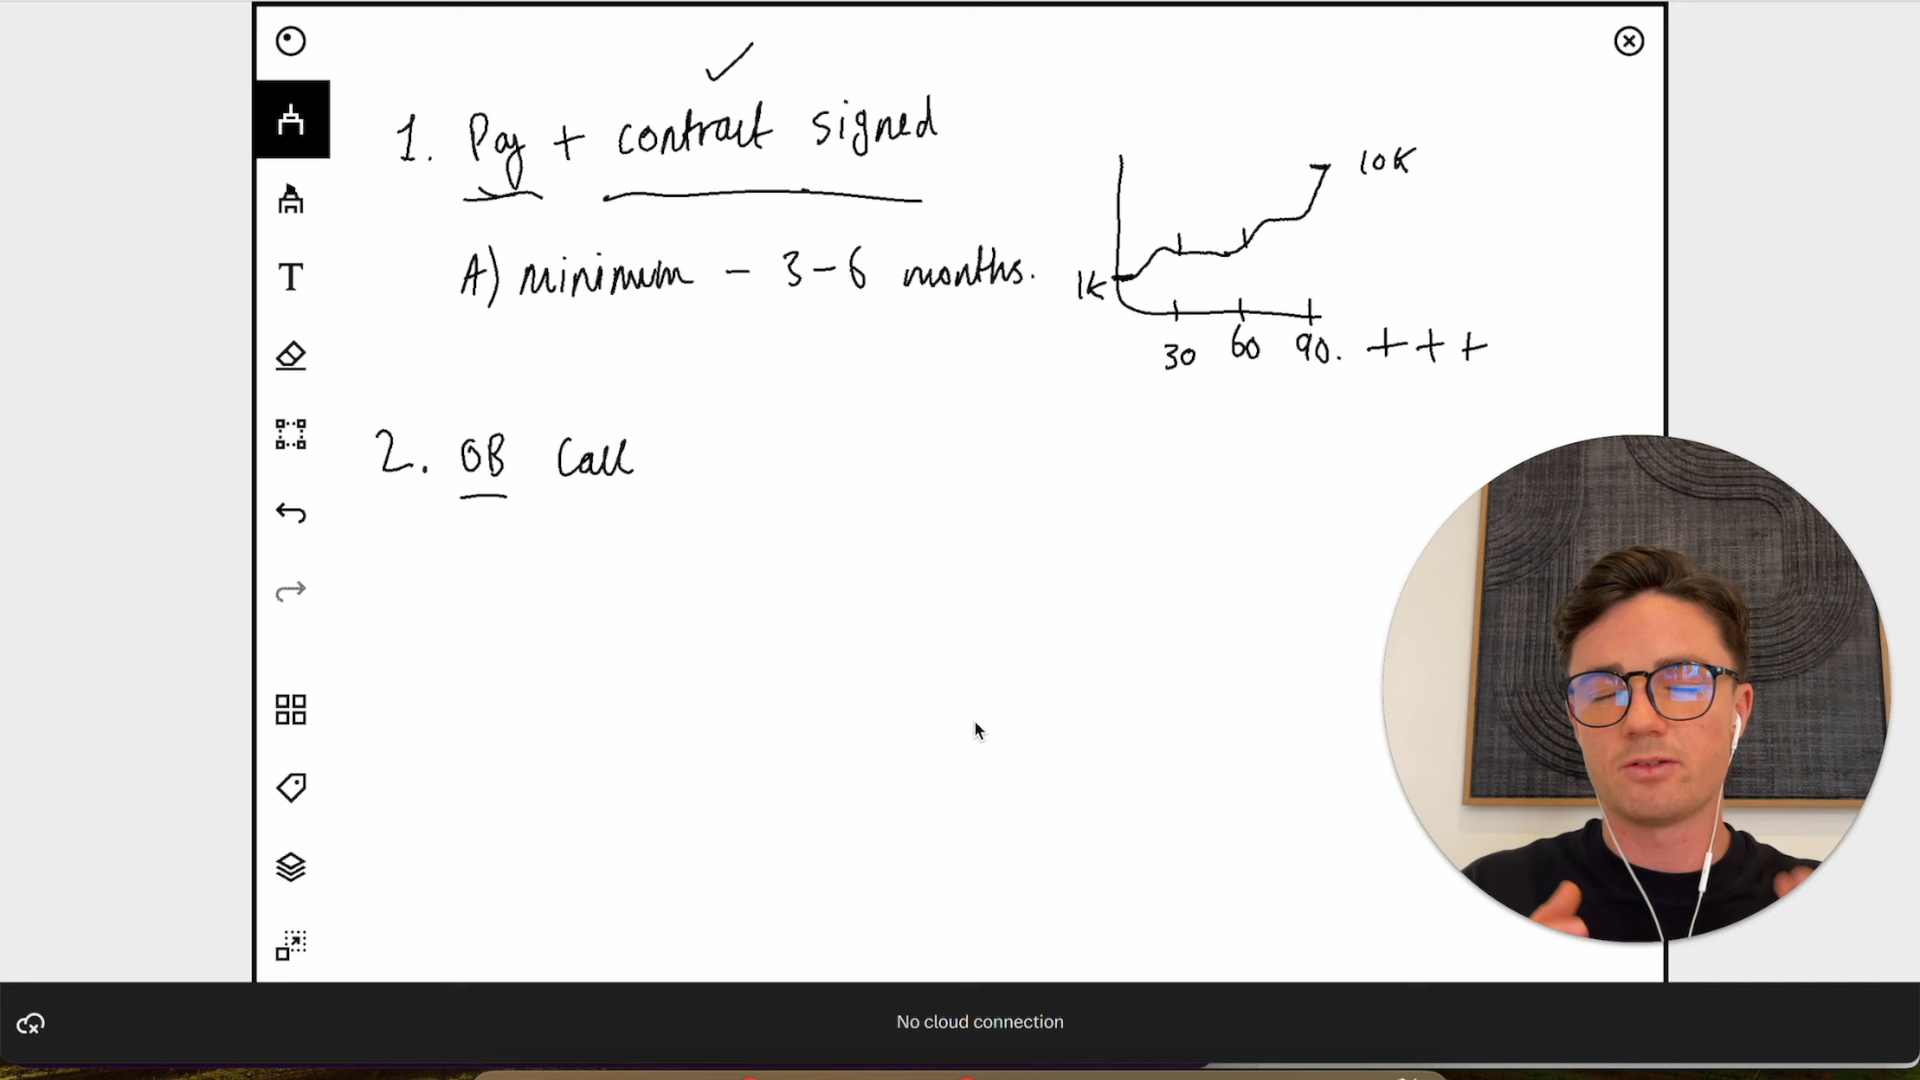 1. Pay + contract signed
A) minimum - 3-6 months.
10K
1K
30 60 90. + + +
2. OB Call
T
No cloud connection